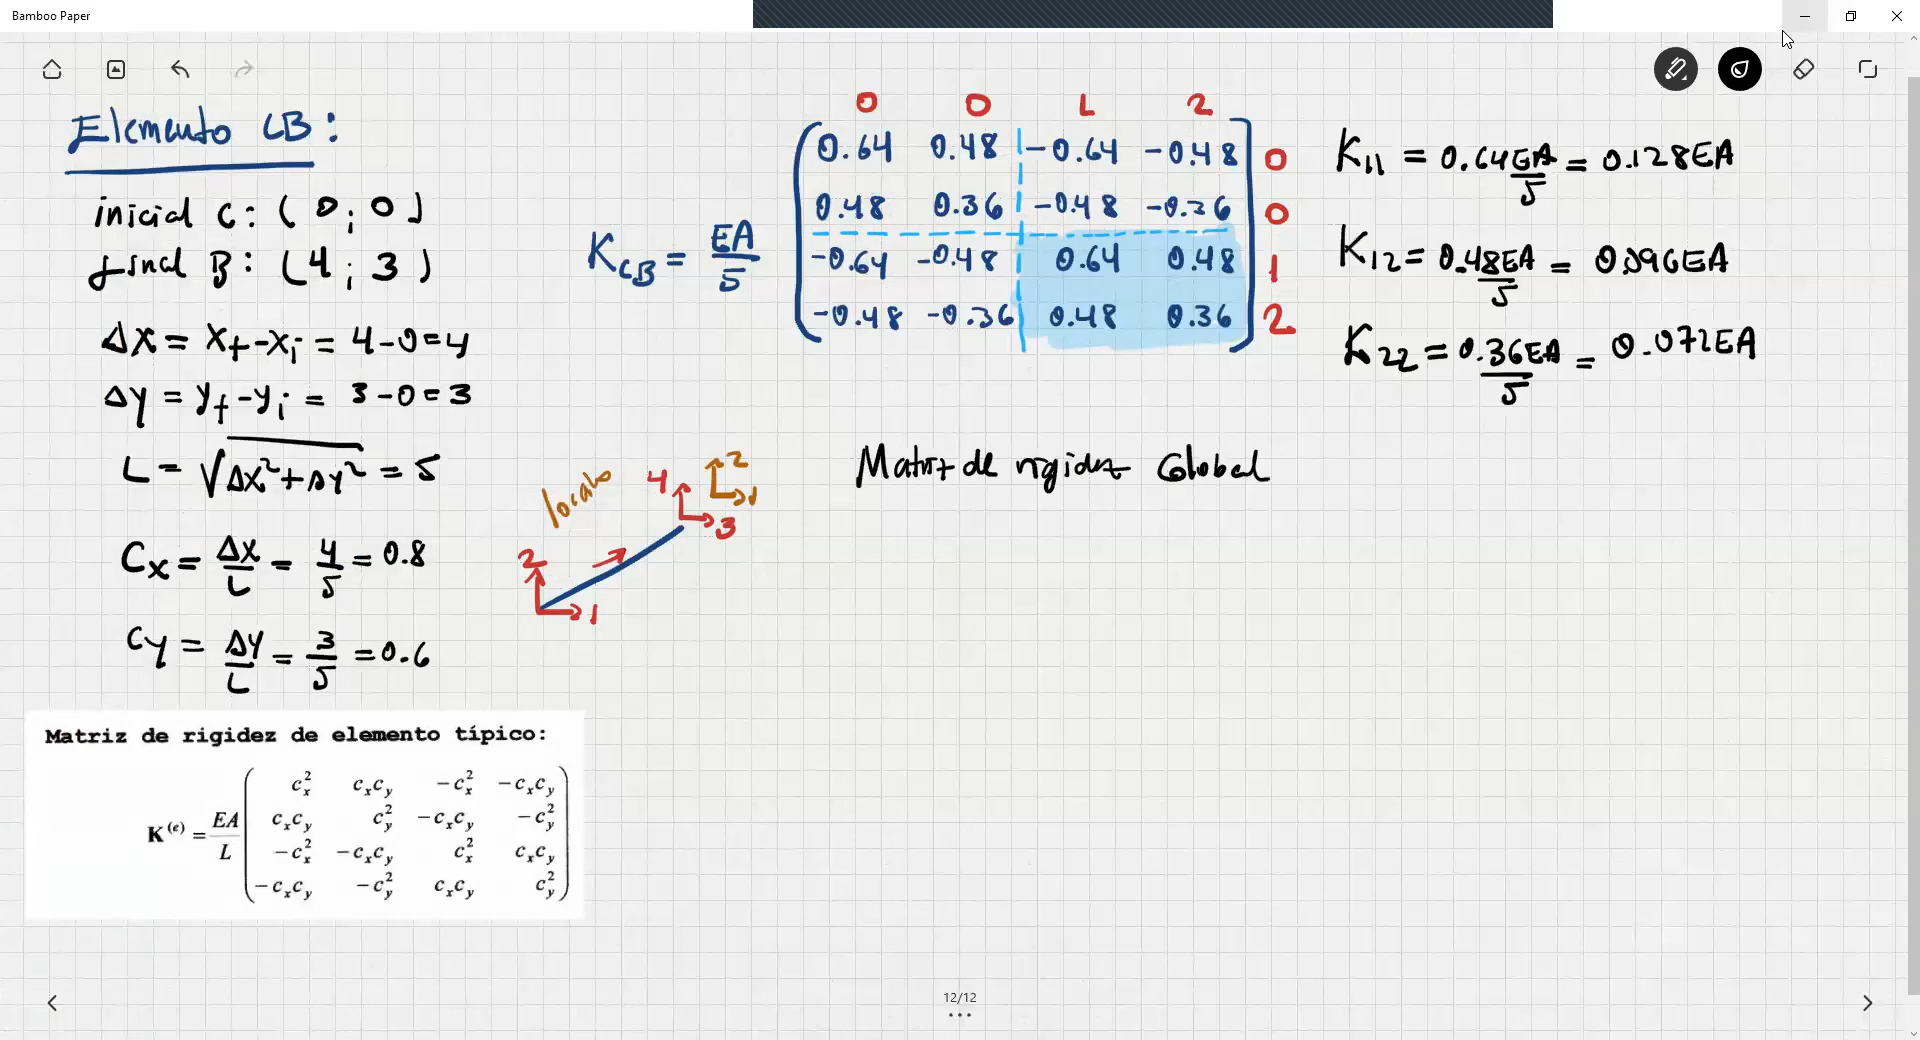 Bamboo Paper
Elemento CB:
inicial C: (0; 0)
final B: (4; 3)
Δx = xf - xi = 4-0=4
Δy = yf - yi = 3-0=3
L = √Δx²+Δy² = 5
Cx = Δx/L = 4/5 = 0.8
Cy = Δy/L = 3/5 = 0.6
0 0 1 2
0.64 0.48 -0.64 -0.48 0
0.48 0.36 -0.48 -0.36 0
KCB = EA/5
-0.64 -0.48 0.64 0.48 1
-0.48 -0.36 0.48 0.36 2
K11 = 0.64EA/5 = 0.128EA
K12 = 0.48EA/5 = 0.096EA
K22 = 0.36EA/5 = 0.072EA
locales
2
1
4
3
2
1
Matriz de rigidez Global
Matriz de rigidez de elemento típico:
K(e) = EA/L
cx² cxcy -cx² -cxcy
cxcy cy² -cxcy -cy²
-cx² -cxcy cx² cxcy
-cxcy -cy² cxcy cy²
12/12